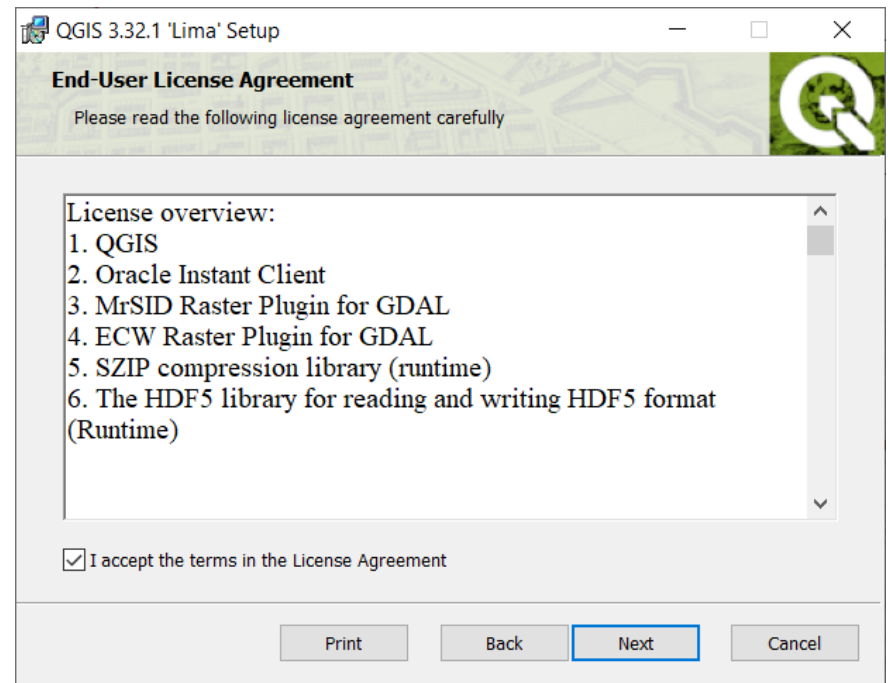 QGIS 3.32.1 'Lima' Setup
End-User License Agreement
Please read the following license agreement carefully
License overview:
1. QGIS
2. Oracle Instant Client
3. MrSID Raster Plugin for GDAL
4. ECW Raster Plugin for GDAL
5. SZIP compression library (runtime)
6. The HDF5 library for reading and writing HDF5 format
(Runtime)
I accept the terms in the License Agreement
Print Back Next Cancel